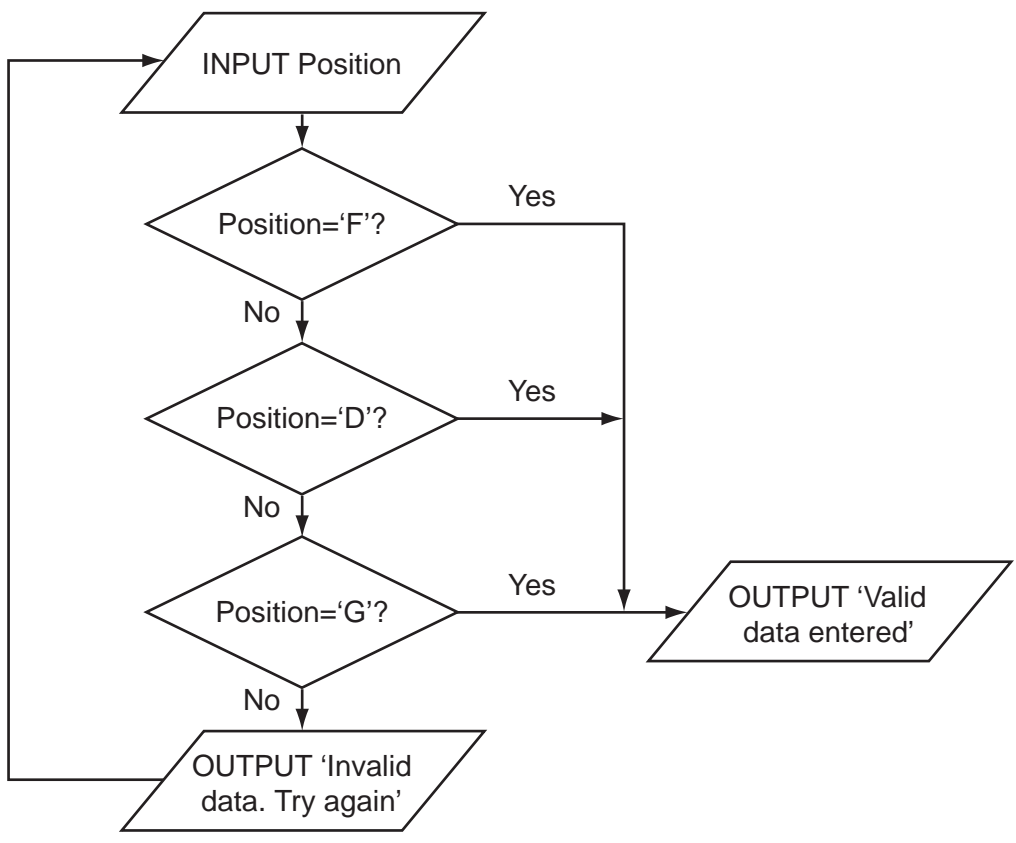 INPUT Position
Yes
Position=‘F’?
No
Yes
Position=‘D’?
No
Yes
Position=‘G’?
OUTPUT ‘Valid
data entered’
No
OUTPUT ‘Invalid
data. Try again’